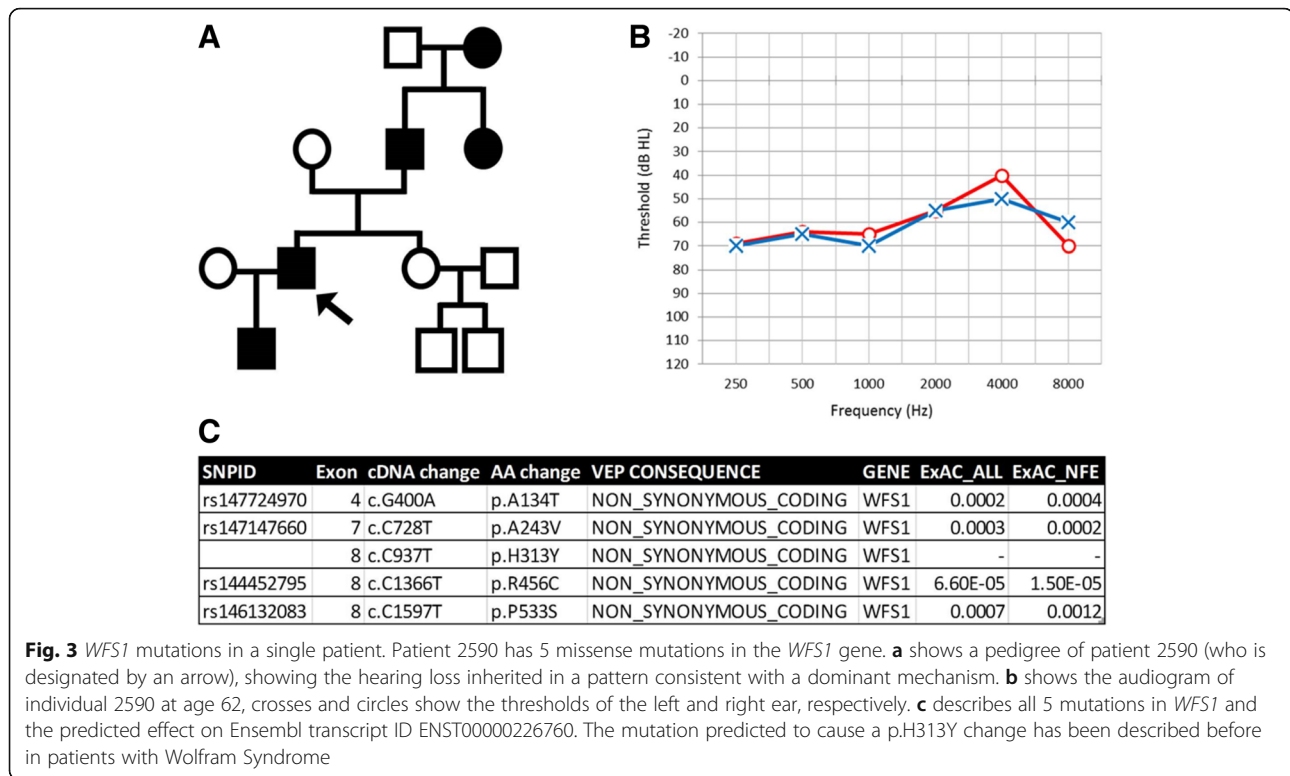 A
B
-20
-10
0
10
20
30
40
50
60
70
80
90
100
110
120
Threshold (dB HL)
250 500 1000 2000 4000 8000
Frequency (Hz)
C
SNPID Exon cDNA change AA change VEP CONSEQUENCE GENE ExAC_ALL ExAC_NFE
rs147724970 4 c.G400A p.A134T NON_SYNONYMOUS_CODING WFS1 0.0002 0.0004
rs147147660 7 c.C728T p.A243V NON_SYNONYMOUS_CODING WFS1 0.0003 0.0002
8 c.C937T p.H313Y NON_SYNONYMOUS_CODING WFS1 - -
rs144452795 8 c.C1366T p.R456C NON_SYNONYMOUS_CODING WFS1 6.60E-05 1.50E-05
rs146132083 8 c.C1597T p.P533S NON_SYNONYMOUS_CODING WFS1 0.0007 0.0012
Fig. 3 WFS1 mutations in a single patient. Patient 2590 has 5 missense mutations in the WFS1 gene. a shows a pedigree of patient 2590 (who is
designated by an arrow), showing the hearing loss inherited in a pattern consistent with a dominant mechanism. b shows the audiogram of
individual 2590 at age 62, crosses and circles show the thresholds of the left and right ear, respectively. c describes all 5 mutations in WFS1 and
the predicted effect on Ensembl transcript ID ENST00000226760. The mutation predicted to cause a p.H313Y change has been described before
in patients with Wolfram Syndrome